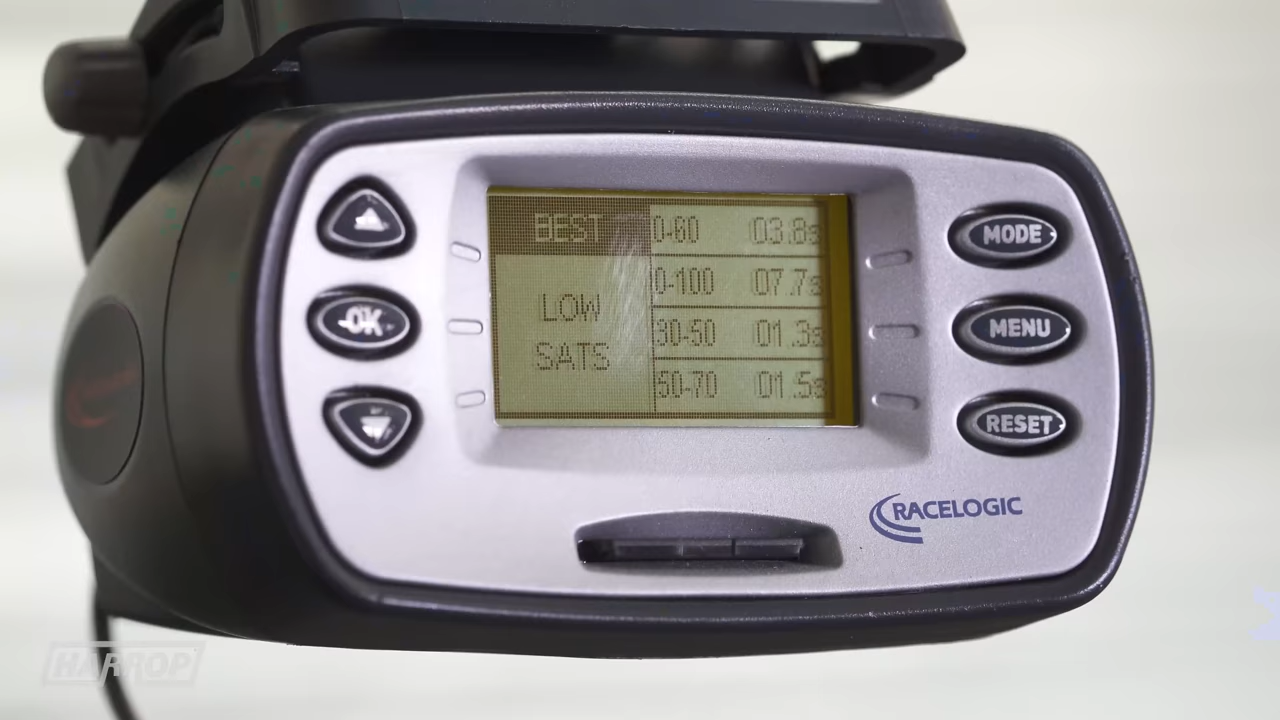 BEST
LOW
SATS
0-60 03.8s
0-100 07.7s
30-50 01.3s
50-70 01.5s
OK
MODE
MENU
RESET
RACELOGIC
HARROP